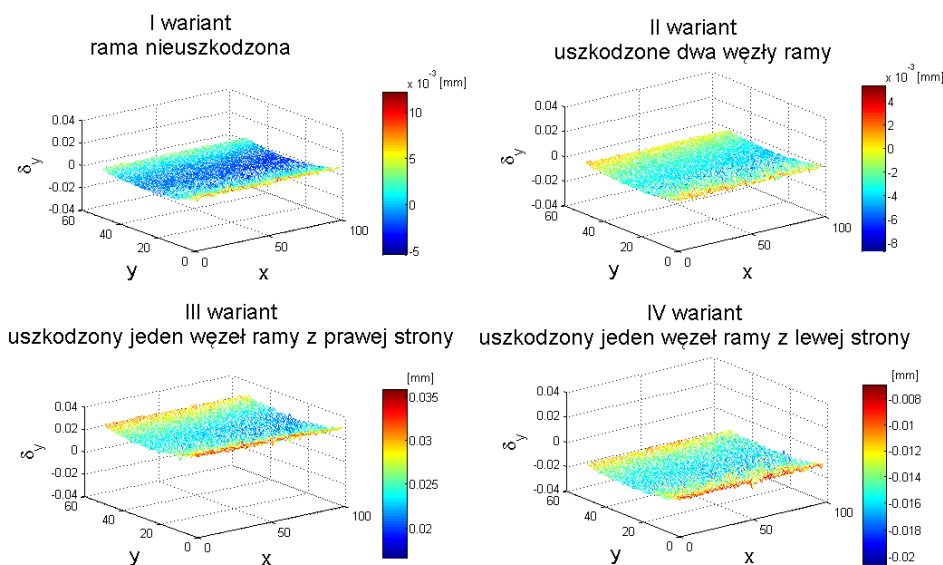 I wariant
rama nieuszkodzona
x 10⁻³ [mm]
10
5
0
-5
0.04
0.02
0
-0.02
-0.04
δy
60
40
20
0
y
0
50
100
x
II wariant
uszkodzone dwa węzły ramy
x 10⁻³ [mm]
4
2
0
-2
-4
-6
-8
0.04
0.02
0
-0.02
-0.04
δy
60
40
20
0
y
0
50
100
x
III wariant
uszkodzony jeden węzeł ramy z prawej strony
[mm]
0.035
0.03
0.025
0.02
0.04
0.02
0
-0.02
-0.04
δy
60
40
20
0
y
0
50
100
x
IV wariant
uszkodzony jeden węzeł ramy z lewej strony
[mm]
-0.008
-0.01
-0.012
-0.014
-0.016
-0.018
-0.02
0.04
0.02
0
-0.02
-0.04
δy
60
40
20
0
y
0
50
100
x